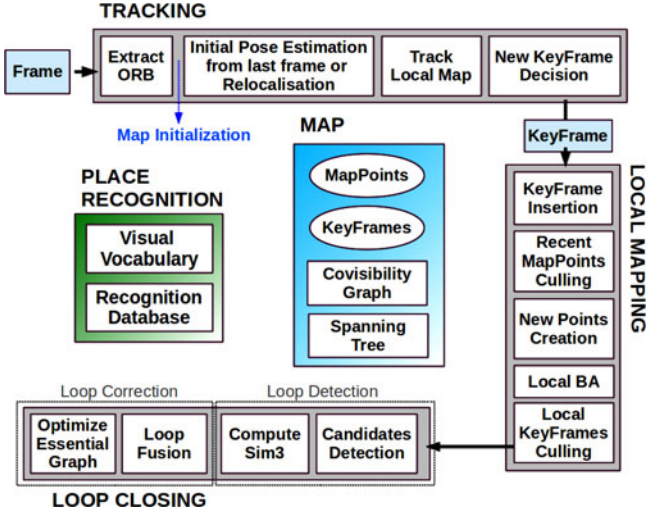 TRACKING
Frame
Extract
ORB
Initial Pose Estimation
from last frame or
Relocalisation
Track
Local Map
New KeyFrame
Decision
Map Initialization
KeyFrame
MAP
MapPoints
KeyFrames
Covisibility
Graph
Spanning
Tree
PLACE
RECOGNITION
Visual
Vocabulary
Recognition
Database
LOCAL MAPPING
KeyFrame
Insertion
Recent
MapPoints
Culling
New Points
Creation
Local BA
Local
KeyFrames
Culling
Loop Correction
Loop Detection
Optimize
Essential
Graph
Loop
Fusion
Compute
Sim3
Candidates
Detection
LOOP CLOSING